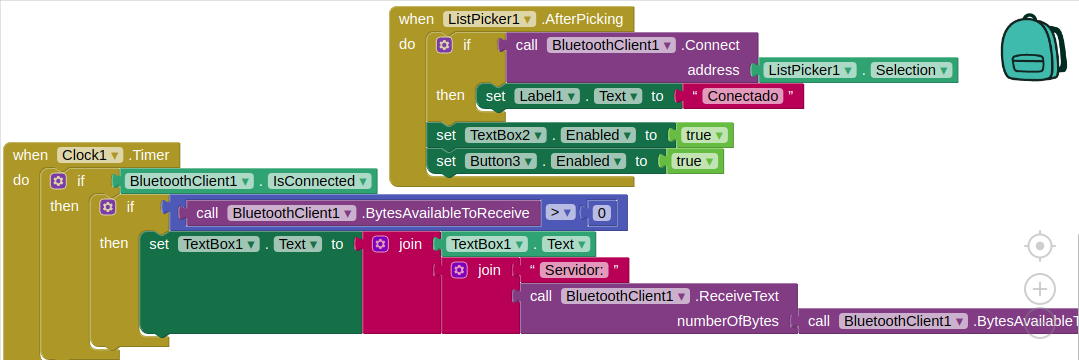 when ListPicker1 .AfterPicking
do if call BluetoothClient1 .Connect
address ListPicker1 . Selection
then set Label1 . Text to “ Conectado ”
set TextBox2 . Enabled to true
set Button3 . Enabled to true
when Clock1 .Timer
do if BluetoothClient1 . IsConnected
then if call BluetoothClient1 .BytesAvailableToReceive > 0
then set TextBox1 . Text to join TextBox1 . Text
join “ Servidor: ”
call BluetoothClient1 .ReceiveText
numberOfBytes call BluetoothClient1 .BytesAvailableT